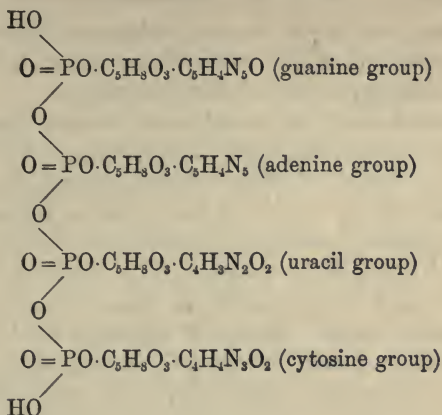 HO
O=PO·C₅H₈O₃·C₅H₄N₅O (guanine group)
O
O=PO·C₅H₈O₃·C₅H₄N₅ (adenine group)
O
O=PO·C₅H₈O₃·C₄H₃N₂O₂ (uracil group)
O
O=PO·C₅H₈O₃·C₄H₄N₃O₂ (cytosine group)
HO